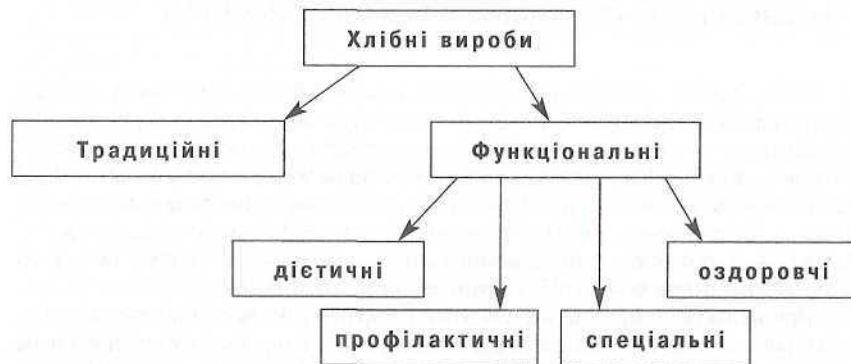 Хлібні вироби
Традиційні
Функціональні
дієтичні
оздоровчі
профілактичні
спеціальні